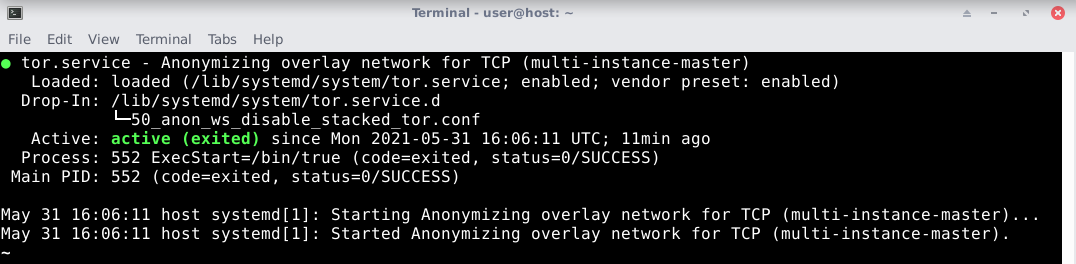 Terminal - user@host: ~
File Edit View Terminal Tabs Help
● tor.service - Anonymizing overlay network for TCP (multi-instance-master)
   Loaded: loaded (/lib/systemd/system/tor.service; enabled; vendor preset: enabled)
  Drop-In: /lib/systemd/system/tor.service.d
           └─50_anon_ws_disable_stacked_tor.conf
   Active: active (exited) since Mon 2021-05-31 16:06:11 UTC; 11min ago
  Process: 552 ExecStart=/bin/true (code=exited, status=0/SUCCESS)
 Main PID: 552 (code=exited, status=0/SUCCESS)

May 31 16:06:11 host systemd[1]: Starting Anonymizing overlay network for TCP (multi-instance-master)...
May 31 16:06:11 host systemd[1]: Started Anonymizing overlay network for TCP (multi-instance-master).
~